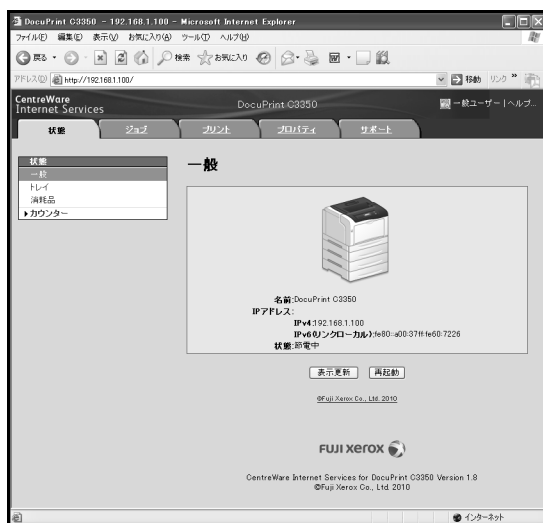 DocuPrint C3350 - 192.168.1.100 - Microsoft Internet Explorer
ファイル(F) 編集(E) 表示(V) お気に入り(A) ツール(T) ヘルプ(H)
戻る 検索 お気に入り
アドレス(D) http://192.168.1.100/ 移動 リンク »
CentreWare
Internet Services DocuPrint C3350 一般ユーザー | ヘルプ...
状態 ジョブ プリント プロパティ サポート
状態
一般
トレイ
消耗品
カウンター
一般
名前:DocuPrint C3350
IPアドレス:
IPv4:192.168.1.100
IPv6(リンクローカル):fe80::a00:37ff:fe60:7226
状態:節電中
表示更新 再起動
©Fuji Xerox Co., Ltd. 2010
FUJI XEROX
CentreWare Internet Services for DocuPrint C3350 Version 1.8
©Fuji Xerox Co., Ltd. 2010
インターネット